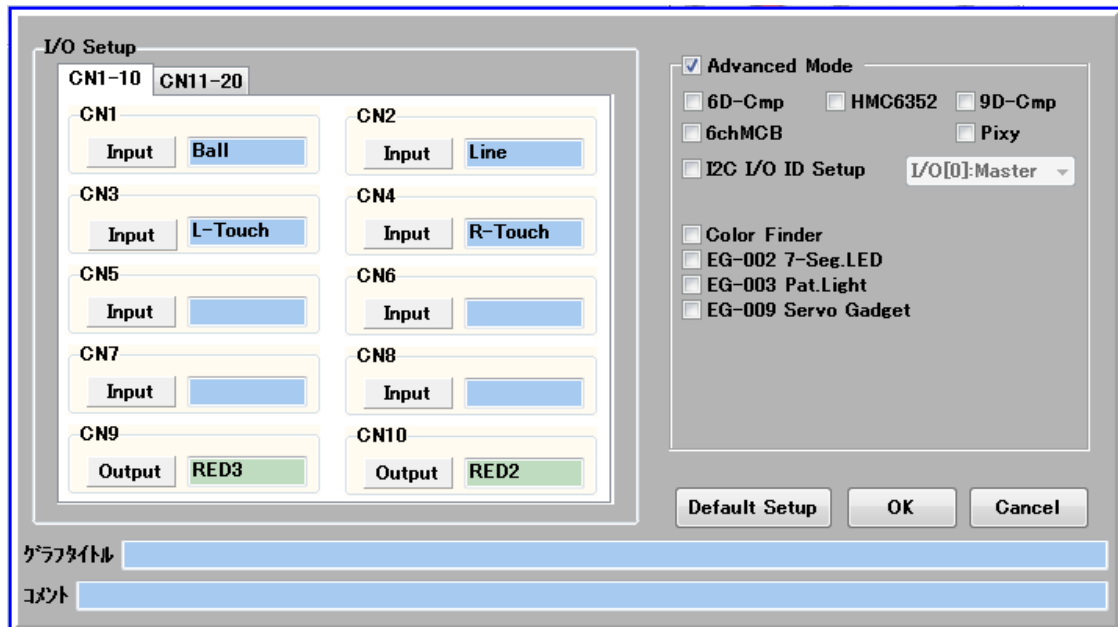 I/O Setup
CN1-10 CN11-20
CN1
Input Ball
CN2
Input Line
CN3
Input L-Touch
CN4
Input R-Touch
CN5
Input
CN6
Input
CN7
Input
CN8
Input
CN9
Output RED3
CN10
Output RED2
Advanced Mode
6D-Cmp HMC6352 9D-Cmp
6chMCB Pixy
I2C I/O ID Setup I/O[0]:Master
Color Finder
EG-002 7-Seg.LED
EG-003 Pat.Light
EG-009 Servo Gadget
Default Setup OK Cancel
グラフタイトル
コメント